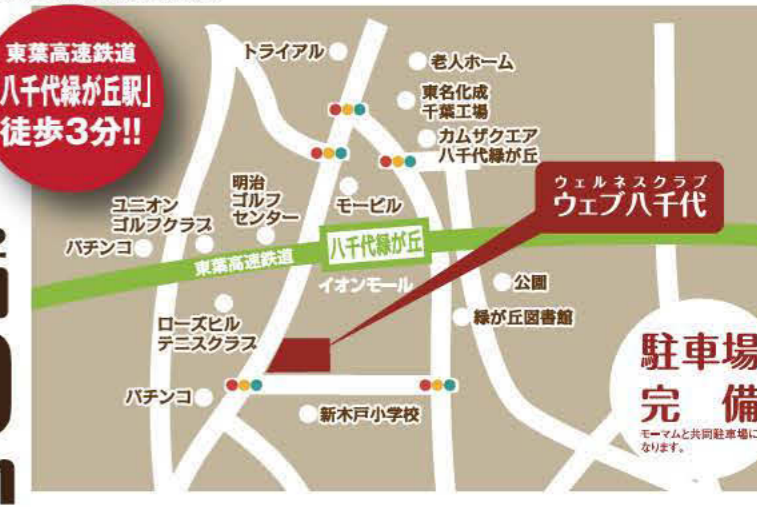 東葉高速鉄道
八千代緑が丘駅」
徒歩3分!!
トライアル
老人ホーム
東名化成
千葉工場
カムザクエア
八千代緑が丘
ウェルネスクラブ
ウェブ八千代
明治
ゴルフ
センター
モービル
ユニオン
ゴルフクラブ
パチンコ
東葉高速鉄道
八千代緑が丘
イオンモール
公園
緑が丘図書館
ローズヒル
テニスクラブ
パチンコ
新木戸小学校
駐車場
完備
モーマムと共同駐車場に
なります。